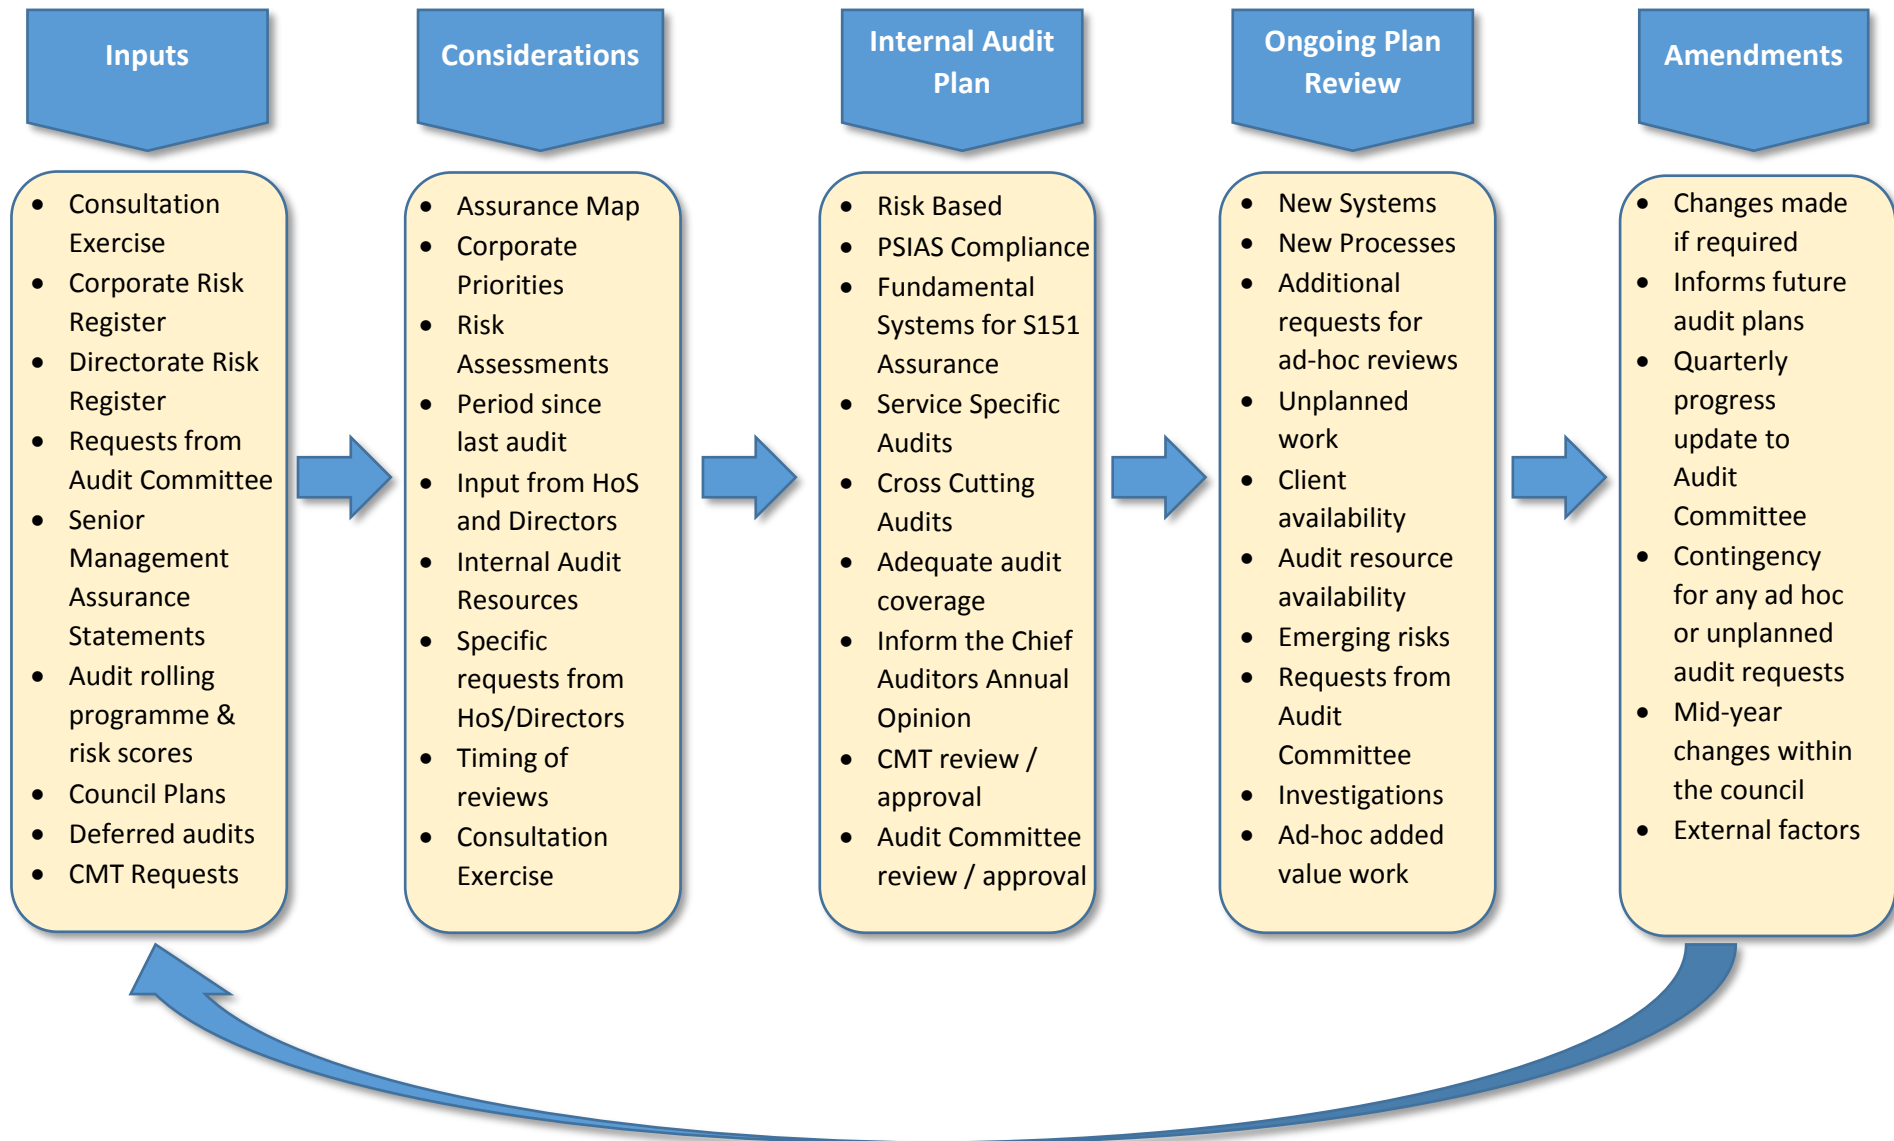 Inputs
• Consultation
Exercise
• Corporate Risk
Register
• Directorate Risk
Register
• Requests from
Audit Committee
• Senior
Management
Assurance
Statements
• Audit rolling
programme &
risk scores
• Council Plans
• Deferred audits
• CMT Requests
Considerations
• Assurance Map
• Corporate
Priorities
• Risk
Assessments
• Period since
last audit
• Input from HoS
and Directors
• Internal Audit
Resources
• Specific
requests from
HoS/Directors
• Timing of
reviews
• Consultation
Exercise
Internal Audit
Plan
• Risk Based
• PSIAS Compliance
• Fundamental
Systems for S151
Assurance
• Service Specific
Audits
• Cross Cutting
Audits
• Adequate audit
coverage
• Inform the Chief
Auditors Annual
Opinion
• CMT review /
approval
• Audit Committee
review / approval
Ongoing Plan
Review
• New Systems
• New Processes
• Additional
requests for
ad-hoc reviews
• Unplanned
work
• Client
availability
• Audit resource
availability
• Emerging risks
• Requests from
Audit
Committee
• Investigations
• Ad-hoc added
value work
Amendments
• Changes made
if required
• Informs future
audit plans
• Quarterly
progress
update to
Audit
Committee
• Contingency
for any ad hoc
or unplanned
audit requests
• Mid-year
changes within
the council
• External factors